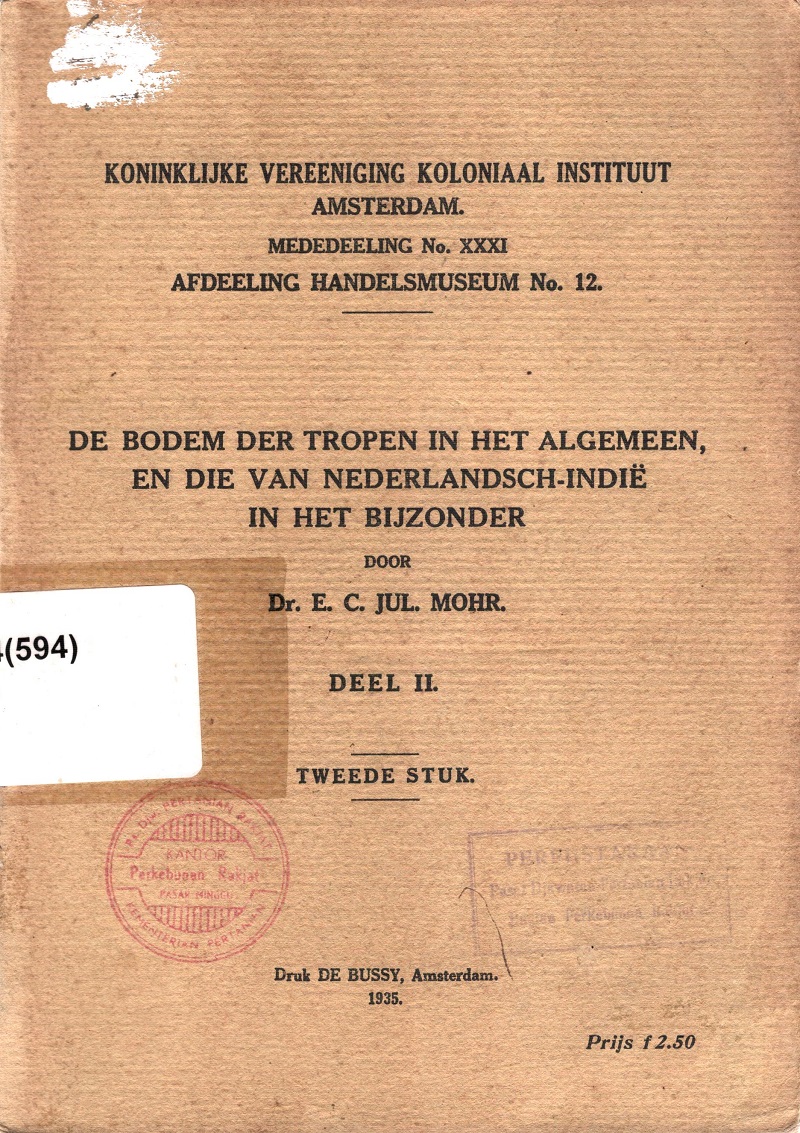 KONINKLIJKE VEREENIGING KOLONIAAL INSTITUUT
AMSTERDAM.
MEDEDEELING No. XXXI
AFDEELING HANDELSMUSEUM No. 12.
DE BODEM DER TROPEN IN HET ALGEMEEN,
EN DIE VAN NEDERLANDSCH-INDIË
IN HET BIJZONDER
DOOR
Dr. E. C. JUL. MOHR.
(594)
DEEL II.
TWEEDE STUK.
PERTANIAN RAKJAT
KANTOR
Perkebunan Rakjat
PASAR MINGGU
KEMENTERIAN PERTANIAN
PERPUSTAKAAN
Perkebunan
Druk DE BUSSY, Amsterdam.
1935.
Prijs f 2.50